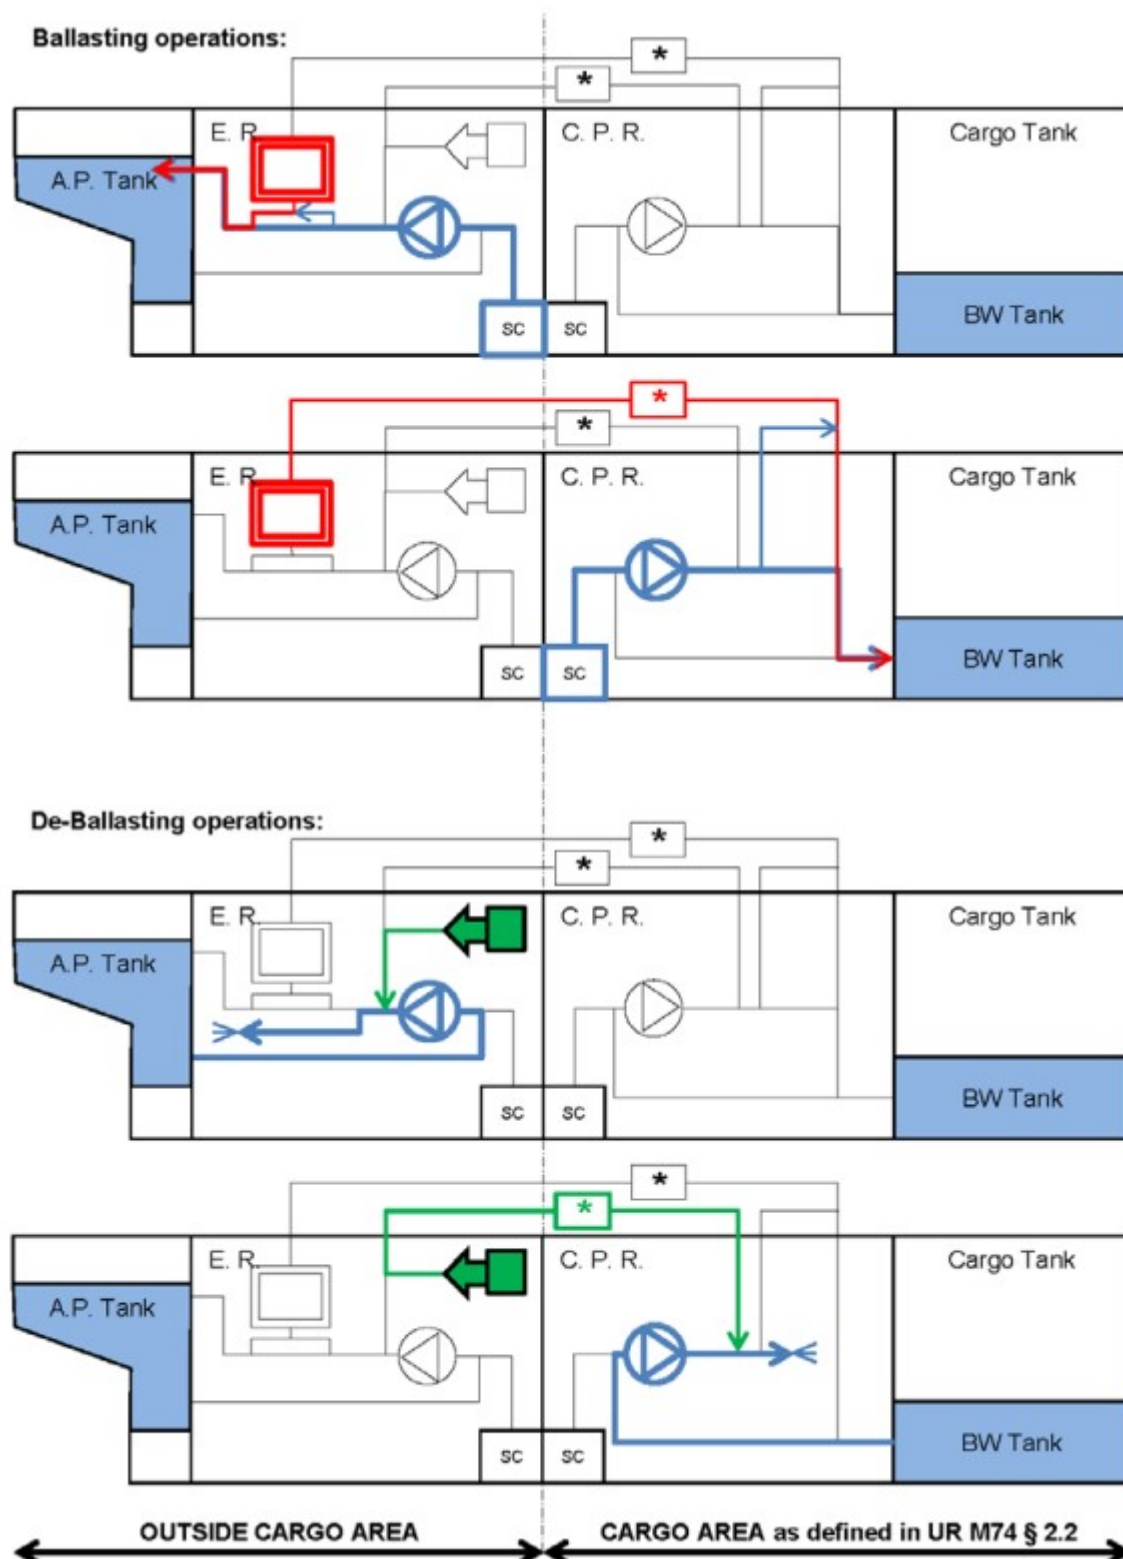 Ballasting operations:
*
*
E. R.
C. P. R.
Cargo Tank
A.P. Tank
BW Tank
SC
SC
*
*
E. R.
C. P. R.
Cargo Tank
A.P. Tank
BW Tank
SC
SC
De-Ballasting operations:
*
*
E. R.
C. P. R.
Cargo Tank
A.P. Tank
BW Tank
SC
SC
*
*
E. R.
C. P. R.
Cargo Tank
A.P. Tank
BW Tank
SC
SC
OUTSIDE CARGO AREA
CARGO AREA as defined in UR M74 § 2.2